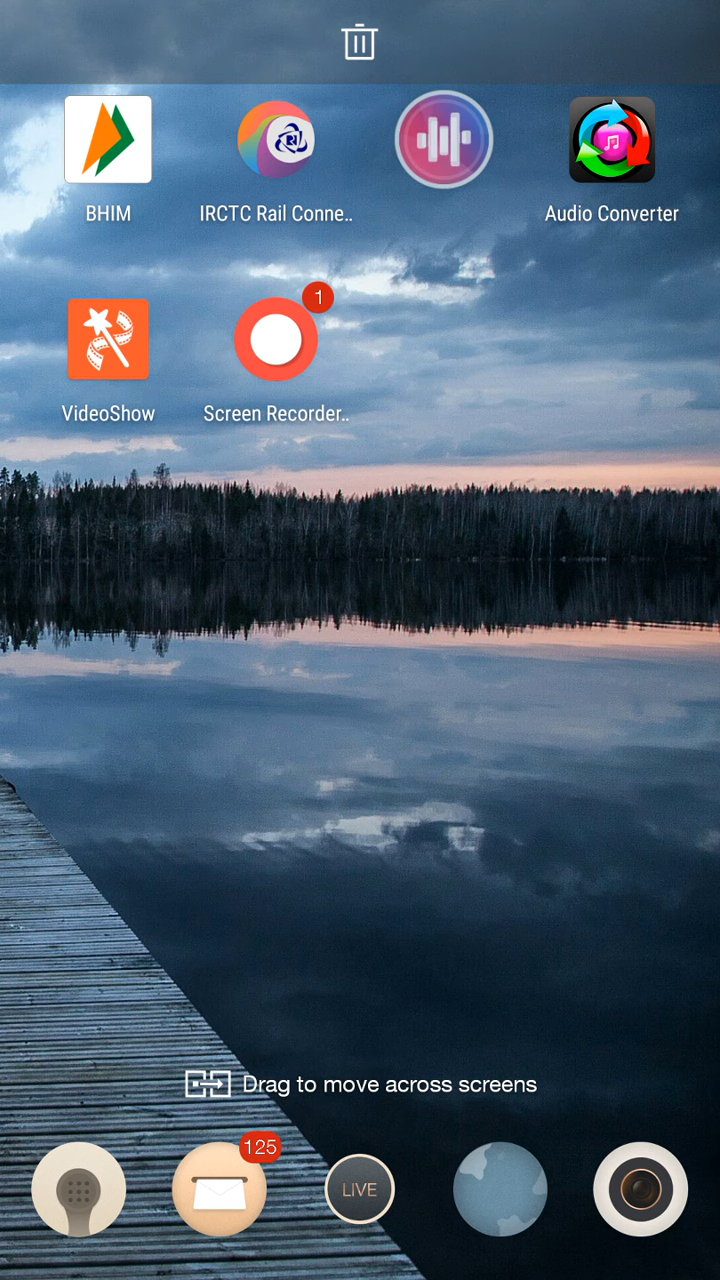 BHIM
IRCTC Rail Conne..
Audio Converter
1
VideoShow
Screen Recorder..
Drag to move across screens
125
LIVE